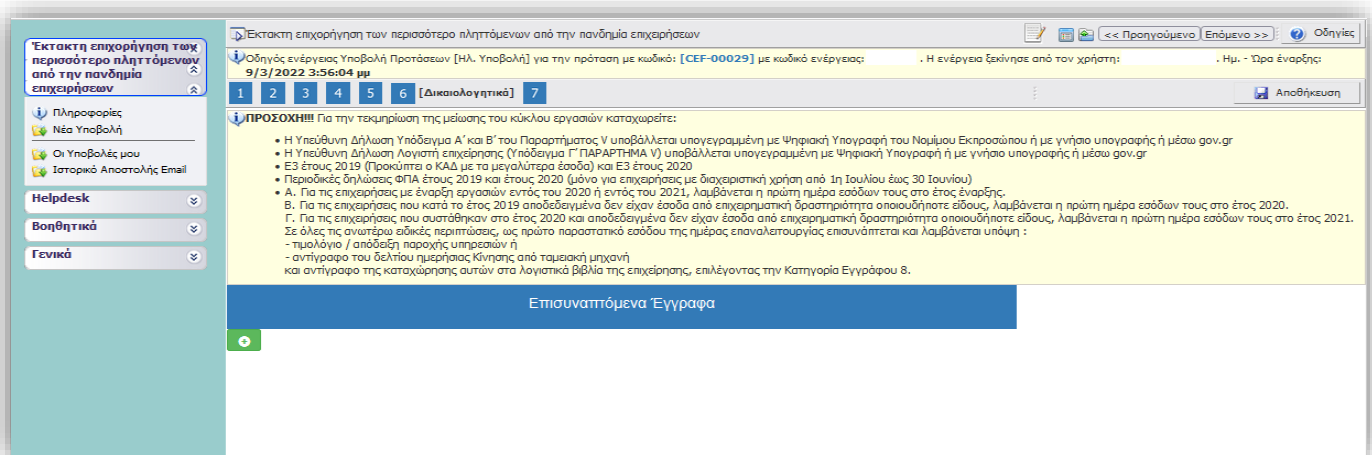 Έκτακτη επιχορήγηση των
περισσότερο πληττόμενων
από την πανδημία
επιχειρήσεων
Πληροφορίες
Νέα Υποβολή
Οι Υποβολές μου
Ιστορικό Αποστολής Email
Helpdesk
Βοηθητικά
Γενικά
Έκτακτη επιχορήγηση των περισσότερο πληττόμενων από την πανδημία επιχειρήσεων
<< Προηγούμενο Επόμενο >> Οδηγίες
Οδηγός ενέργειας Υποβολή Προτάσεων [Ηλ. Υποβολή] για την πρόταση με κωδικό: [CEF-00029] με κωδικό ενέργειας: . Η ενέργεια ξεκίνησε από τον χρήστη: . Ημ. - Ώρα έναρξης:
9/3/2022 3:56:04 μμ
1 2 3 4 5 6 [Δικαιολογητικά] 7 Αποθήκευση
ΠΡΟΣΟΧΗ!!! Για την τεκμηρίωση της μείωσης του κύκλου εργασιών καταχωρείτε:
• Η Υπεύθυνη Δήλωση Υπόδειγμα Α΄ και Β΄ του Παραρτήματος V υποβάλλεται υπογεγραμμένη με Ψηφιακή Υπογραφή του Νομίμου Εκπροσώπου ή με γνήσιο υπογραφής ή μέσω gov.gr
• Η Υπεύθυνη Δήλωση Λογιστή επιχείρησης (Υπόδειγμα Γ΄ ΠΑΡΑΡΤΗΜΑ V) υποβάλλεται υπογεγραμμένη με Ψηφιακή Υπογραφή ή με γνήσιο υπογραφής ή μέσω gov.gr
• Ε3 έτους 2019 (Προκύπτει ο ΚΑΔ με τα μεγαλύτερα έσοδα) και Ε3 έτους 2020
• Περιοδικές δηλώσεις ΦΠΑ έτους 2019 και έτους 2020 (μόνο για επιχειρήσεις με διαχειριστική χρήση από 1η Ιουλίου έως 30 Ιουνίου)
• Α. Για τις επιχειρήσεις με έναρξη εργασιών εντός του 2020 ή εντός του 2021, λαμβάνεται η πρώτη ημέρα εσόδων τους στο έτος έναρξης.
Β. Για τις επιχειρήσεις που κατά το έτος 2019 αποδεδειγμένα δεν είχαν έσοδα από επιχειρηματική δραστηριότητα οποιουδήποτε είδους, λαμβάνεται η πρώτη ημέρα εσόδων τους στο έτος 2020.
Γ. Για τις επιχειρήσεις που συστάθηκαν στο έτος 2020 και αποδεδειγμένα δεν είχαν έσοδα από επιχειρηματική δραστηριότητα οποιουδήποτε είδους, λαμβάνεται η πρώτη ημέρα εσόδων τους στο έτος 2021.
Σε όλες τις ανωτέρω ειδικές περιπτώσεις, ως πρώτο παραστατικό εσόδου της ημέρας επαναλειτουργίας επισυνάπτεται και λαμβάνεται υπόψη :
- τιμολόγιο / απόδειξη παροχής υπηρεσιών ή
- αντίγραφο του δελτίου ημερήσιας Κίνησης από ταμειακή μηχανή
και αντίγραφο της καταχώρησης αυτών στα λογιστικά βιβλία της επιχείρησης, επιλέγοντας την Κατηγορία Εγγράφου 8.
Επισυναπτόμενα Έγγραφα